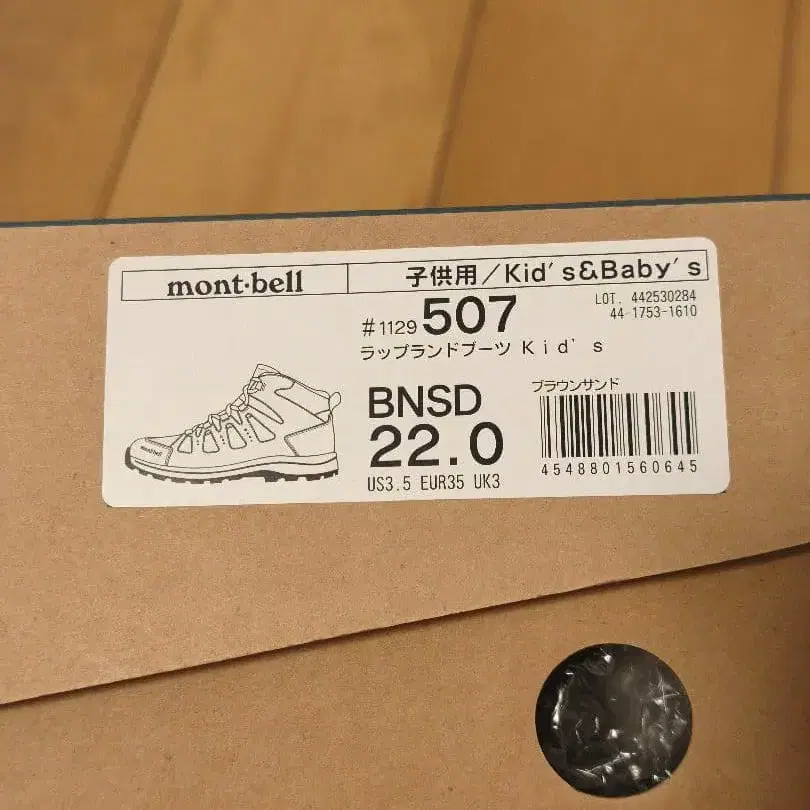 mont·bell
子供用／Kid's&Baby's
#1129 507
LOT. 442530284
44-1753-1610
ラップランドブーツ Kid's
BNSD
22.0
US3.5 EUR35 UK3
ブラウンサンド
4548801560645
mont·bell